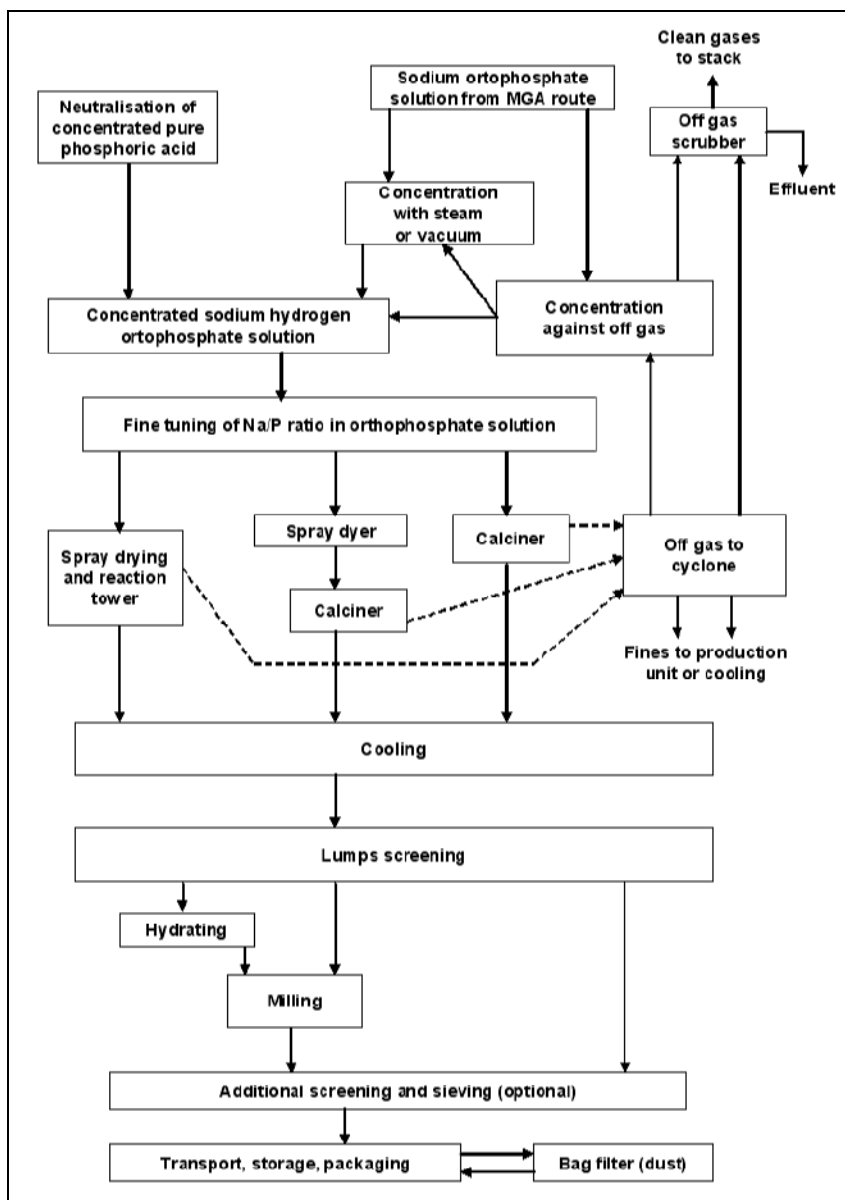 Clean gases
to stack
Sodium ortophosphate
solution from MGA route
Neutralisation of
concentrated pure
phosphoric acid
Off gas
scrubber
Effluent
Concentration
with steam
or vacuum
Concentrated sodium hydrogen
ortophosphate solution
Concentration
against off gas
Fine tuning of Na/P ratio in orthophosphate solution
Spray drying
and reaction
tower
Spray dyer
Calciner
Calciner
Off gas to
cyclone
Fines to production
unit or cooling
Cooling
Lumps screening
Hydrating
Milling
Additional screening and sieving (optional)
Transport, storage, packaging
Bag filter (dust)